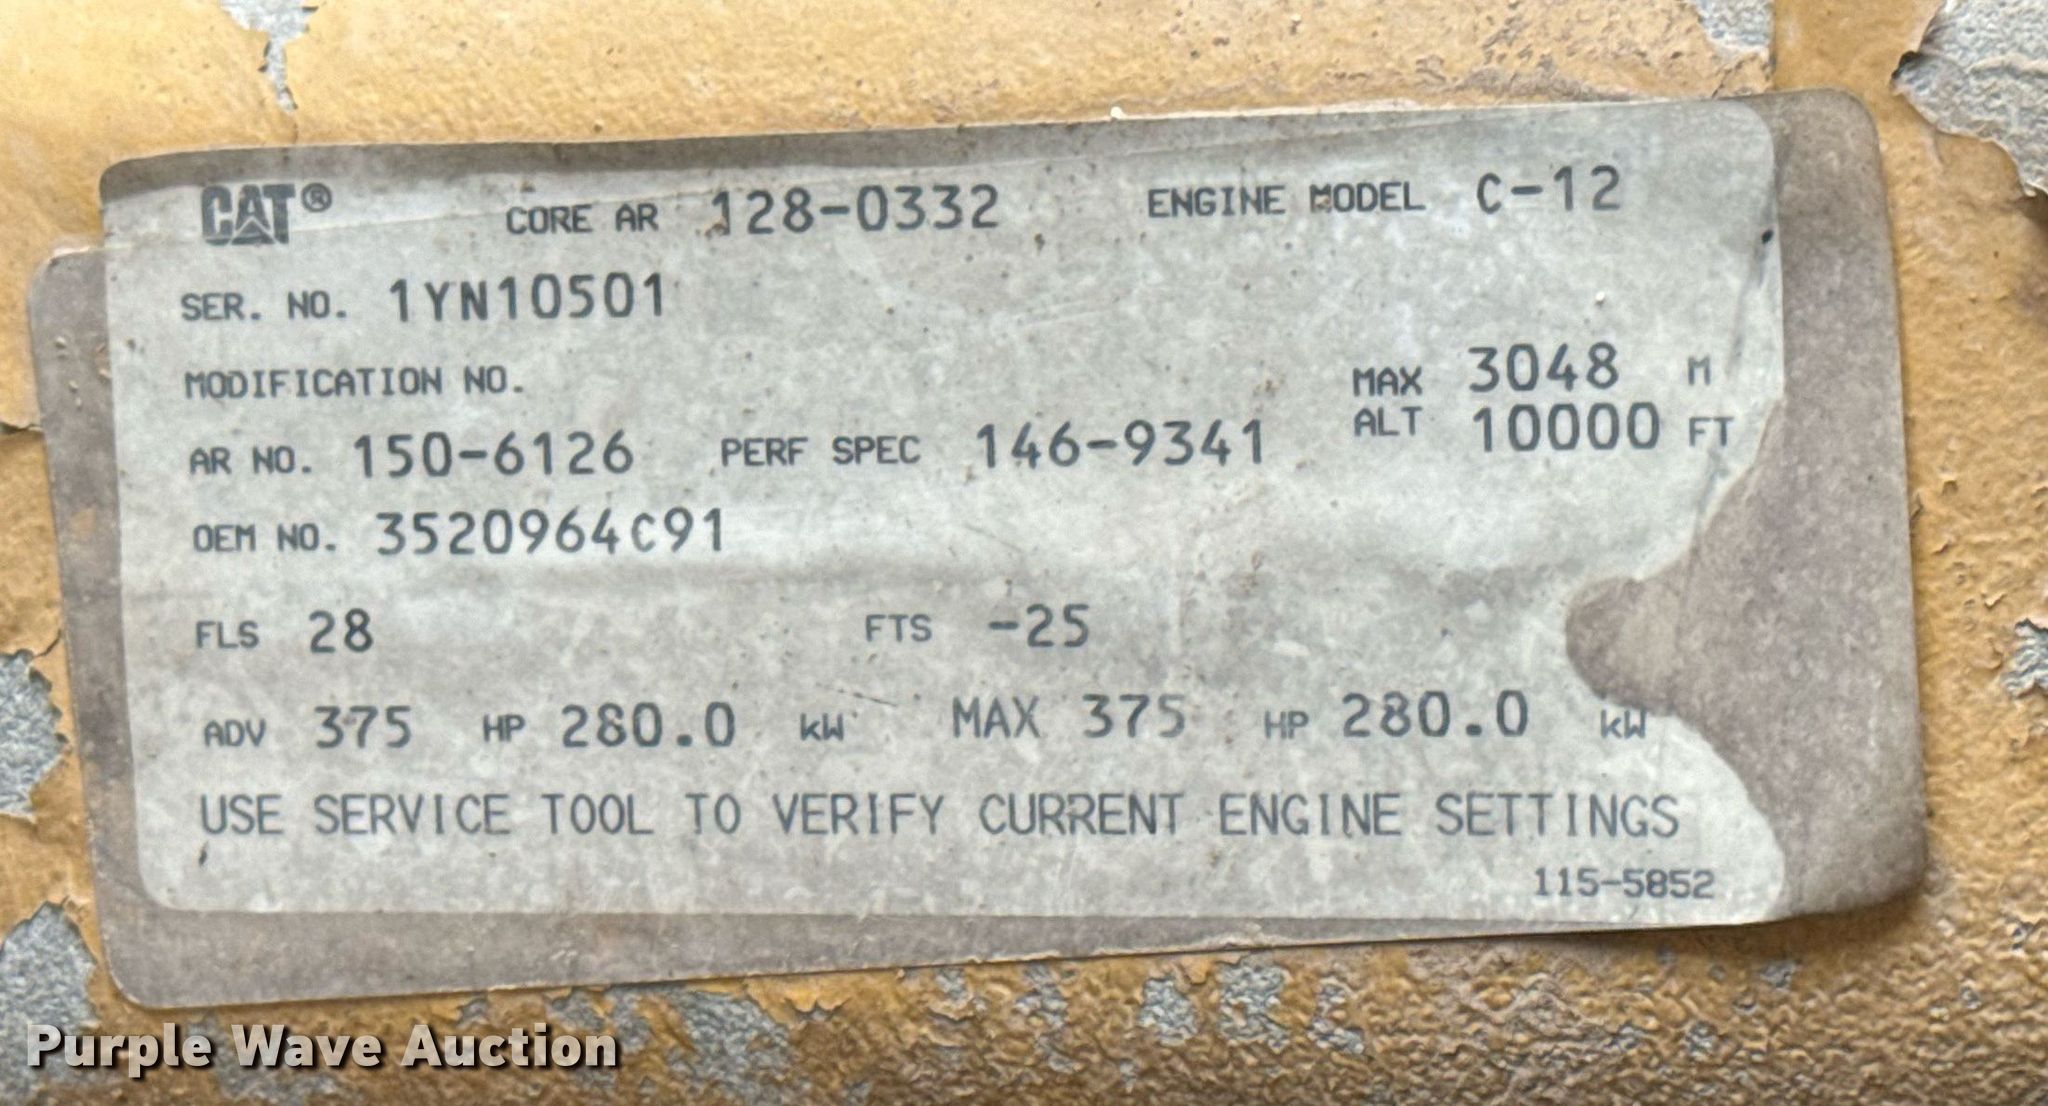 CAT® CORE AR 128-0332 ENGINE MODEL C-12
SER. NO. 1YN10501
MODIFICATION NO.
MAX ALT 3048 M
10000 FT
AR NO. 150-6126 PERF SPEC 146-9341
OEM NO. 3520964C91
FLS 28 FTS -25
ADV 375 HP 280.0 kW MAX 375 HP 280.0 kW
USE SERVICE TOOL TO VERIFY CURRENT ENGINE SETTINGS
115-5852
Purple Wave Auction